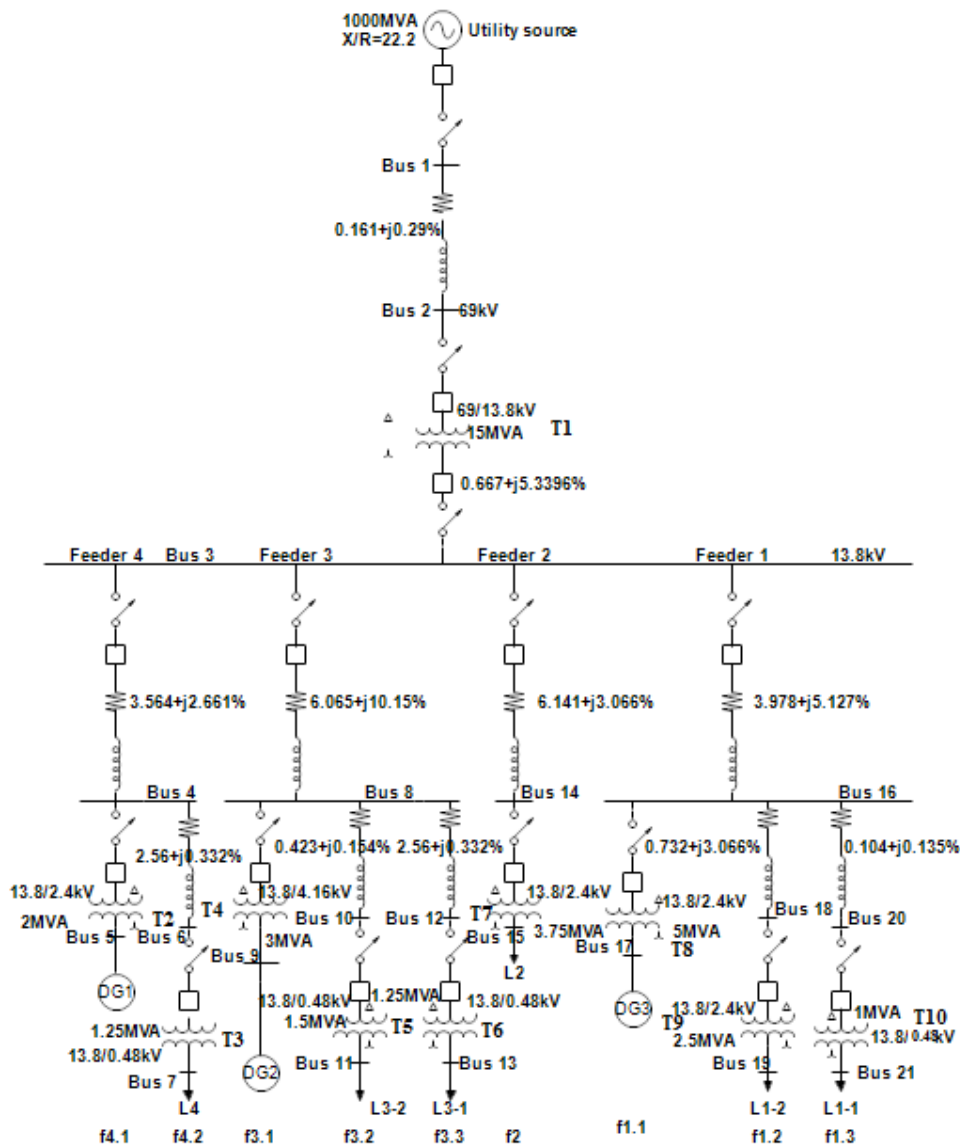 1000MVA
X/R=22.2
Utility source
Bus 1
0.161+j0.29%
Bus 2
69kV
69/13.8kV
15MVA
T1
0.667+j5.3396%
Feeder 4
Bus 3
Feeder 3
Feeder 2
Feeder 1
13.8kV
3.564+j2.661%
6.065+j10.15%
6.141+j3.066%
3.978+j5.127%
Bus 4
Bus 8
Bus 14
Bus 16
2.56+j0.332%
0.423+j0.154%
2.56+j0.332%
0.732+j3.066%
0.104+j0.135%
13.8/2.4kV
2MVA
T2
T4
13.8/4.16kV
3MVA
Bus 10
Bus 12
T7
13.8/2.4kV
3.75MVA
13.8/2.4kV
5MVA
T8
Bus 18
Bus 20
Bus 5
Bus 6
Bus 9
Bus 15
L2
Bus 17
DG1
DG2
DG3
T9
1.25MVA
13.8/0.48kV
T3
13.8/0.48kV
1.5MVA
T5
1.25MVA
13.8/0.48kV
T6
13.8/2.4kV
2.5MVA
1MVA
T10
13.8/0.48kV
Bus 7
Bus 11
Bus 13
Bus 19
Bus 21
L4
L3-2
L3-1
L1-2
L1-1
f4.1
f4.2
f3.1
f3.2
f3.3
f2
f1.1
f1.2
f1.3